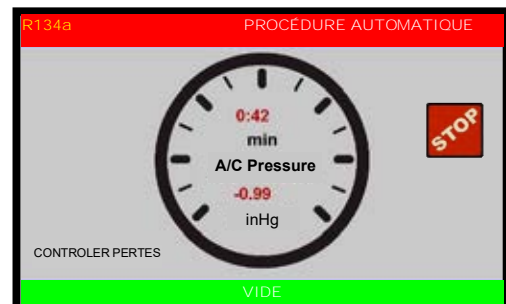 R134a PROCÉDURE AUTOMATIQUE
0:42
min
STOP
A/C Pressure
-0.99
inHg
CONTROLER PERTES
VIDE